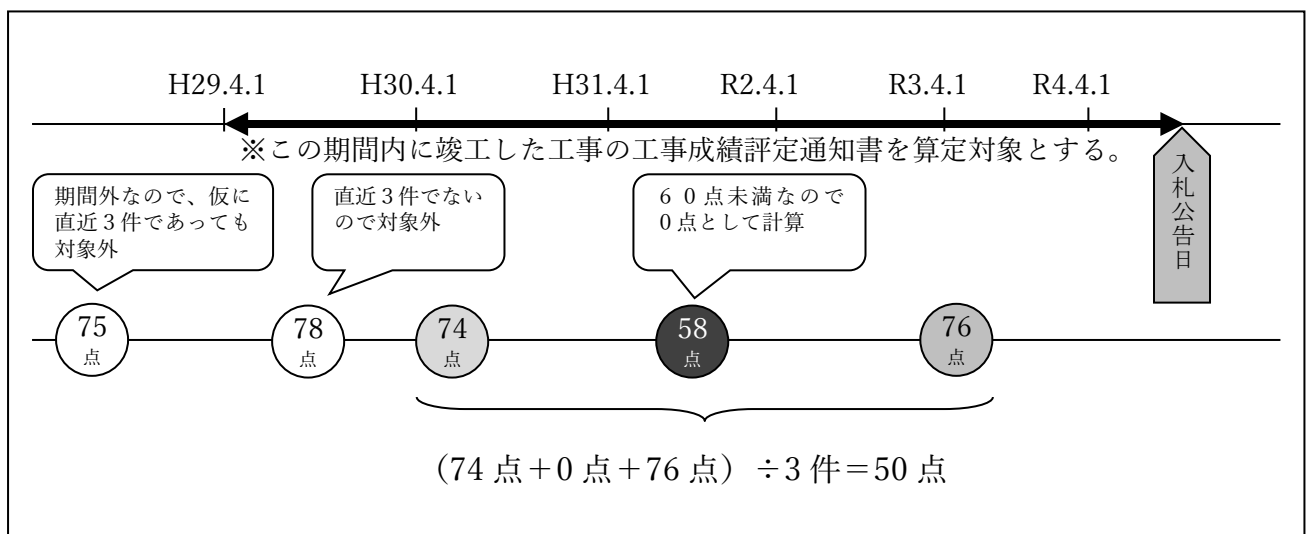 H29.4.1
H30.4.1
H31.4.1
R2.4.1
R3.4.1
R4.4.1
※この期間内に竣工した工事の工事成績評定通知書を算定対象とする。
入札公告日
期間外なので、仮に
直近３件であっても
対象外
直近３件でない
ので対象外
６０点未満なので
０点として計算
75
点
78
点
74
点
58
点
76
点
（74 点＋0 点＋76 点）÷3 件＝50 点